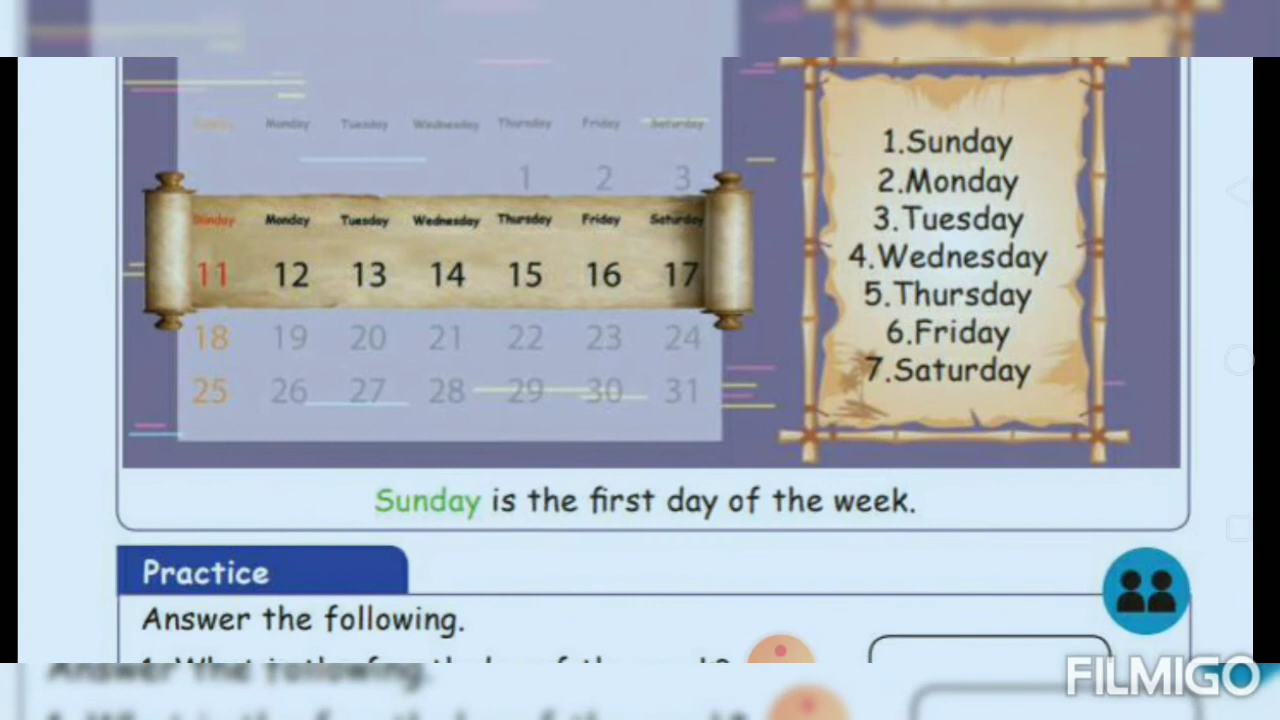 Sunday Monday Tuesday Wednesday Thursday Friday Saturday
1 2 3
Sunday Monday Tuesday Wednesday Thursday Friday Saturday
11 12 13 14 15 16 17
18 19 20 21 22 23 24
25 26 27 28 29 30 31
1.Sunday
2.Monday
3.Tuesday
4.Wednesday
5.Thursday
6.Friday
7.Saturday
Sunday is the first day of the week.
Practice
Answer the following.
FILMIGO